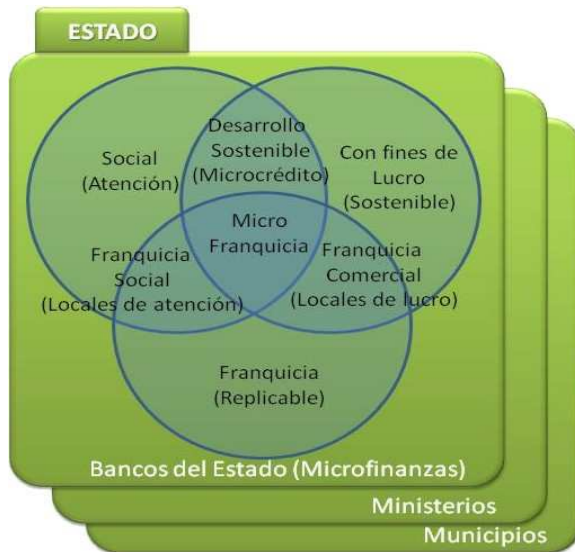 ESTADO
Desarrollo
Sostenible
(Microcrédito)
Social
(Atención)
Con fines de
Lucro
(Sostenible)
Micro
Franquicia
Franquicia
Social
(Locales de atención)
Franquicia
Comercial
(Locales de lucro)
Franquicia
(Replicable)
Bancos del Estado (Microfinanzas)
Ministerios
Municipios